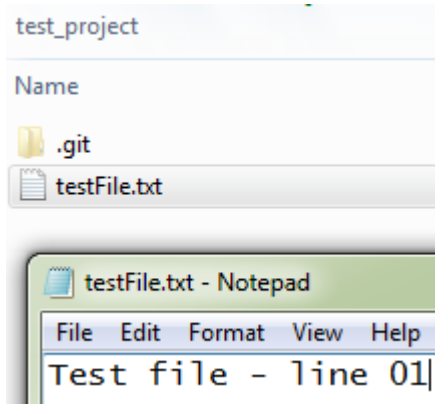 test_project
Name
.git
testFile.txt
testFile.txt - Notepad
File Edit Format View Help
Test file - line 01